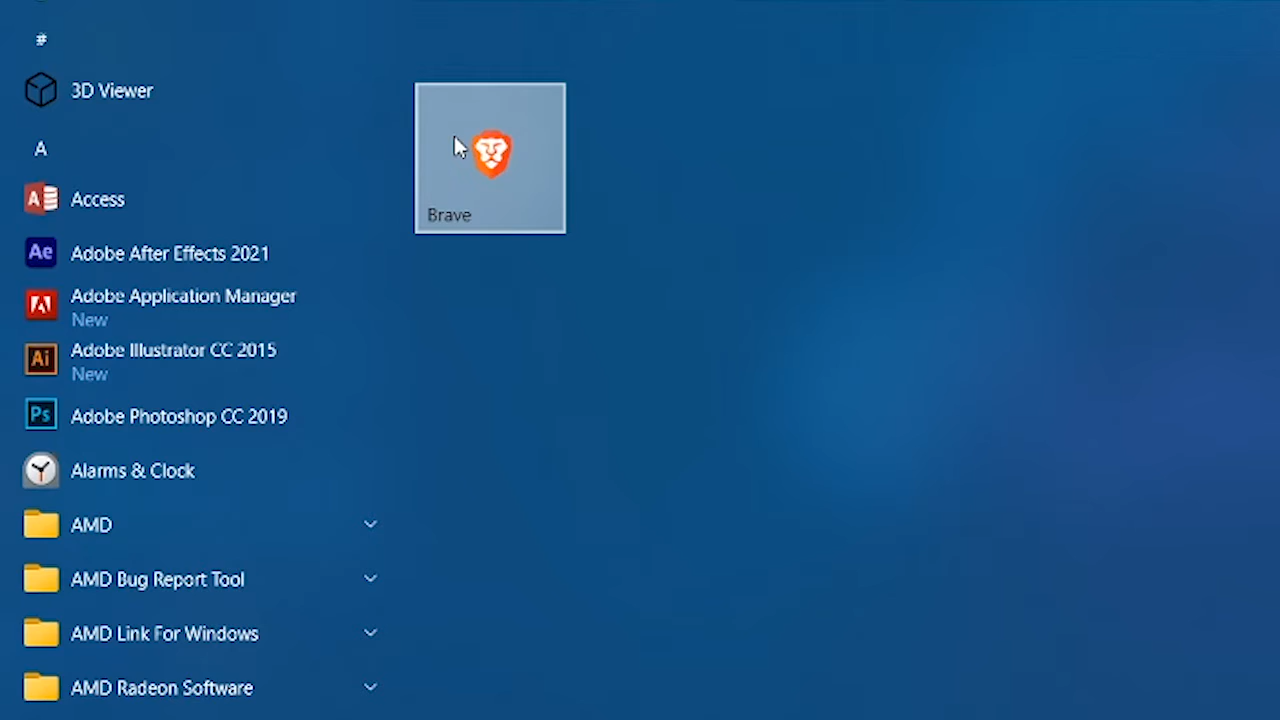 #
3D Viewer
A
Access
Adobe After Effects 2021
Adobe Application Manager
New
Adobe Illustrator CC 2015
New
Adobe Photoshop CC 2019
Alarms & Clock
AMD
AMD Bug Report Tool
AMD Link For Windows
AMD Radeon Software
Brave